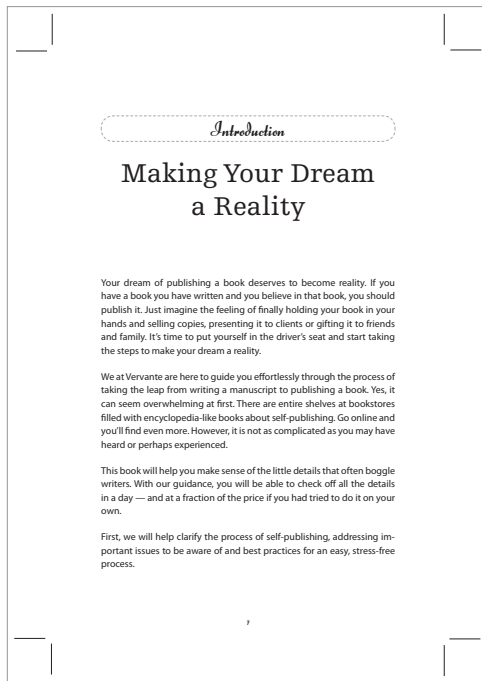 Introduction
Making Your Dream
a Reality
Your dream of publishing a book deserves to become reality. If you
have a book you have written and you believe in that book, you should
publish it. Just imagine the feeling of finally holding your book in your
hands and selling copies, presenting it to clients or gifting it to friends
and family. It's time to put yourself in the driver's seat and start taking
the steps to make your dream a reality.
We at Vervante are here to guide you effortlessly through the process of
taking the leap from writing a manuscript to publishing a book. Yes, it
can seem overwhelming at first. There are entire shelves at bookstores
filled with encyclopedia-like books about self-publishing. Go online and
you'll find even more. However, it is not as complicated as you may have
heard or perhaps experienced.
This book will help you make sense of the little details that often boggle
writers. With our guidance, you will be able to check off all the details
in a day — and at a fraction of the price if you had tried to do it on your
own.
First, we will help clarify the process of self-publishing, addressing im-
portant issues to be aware of and best practices for an easy, stress-free
process.